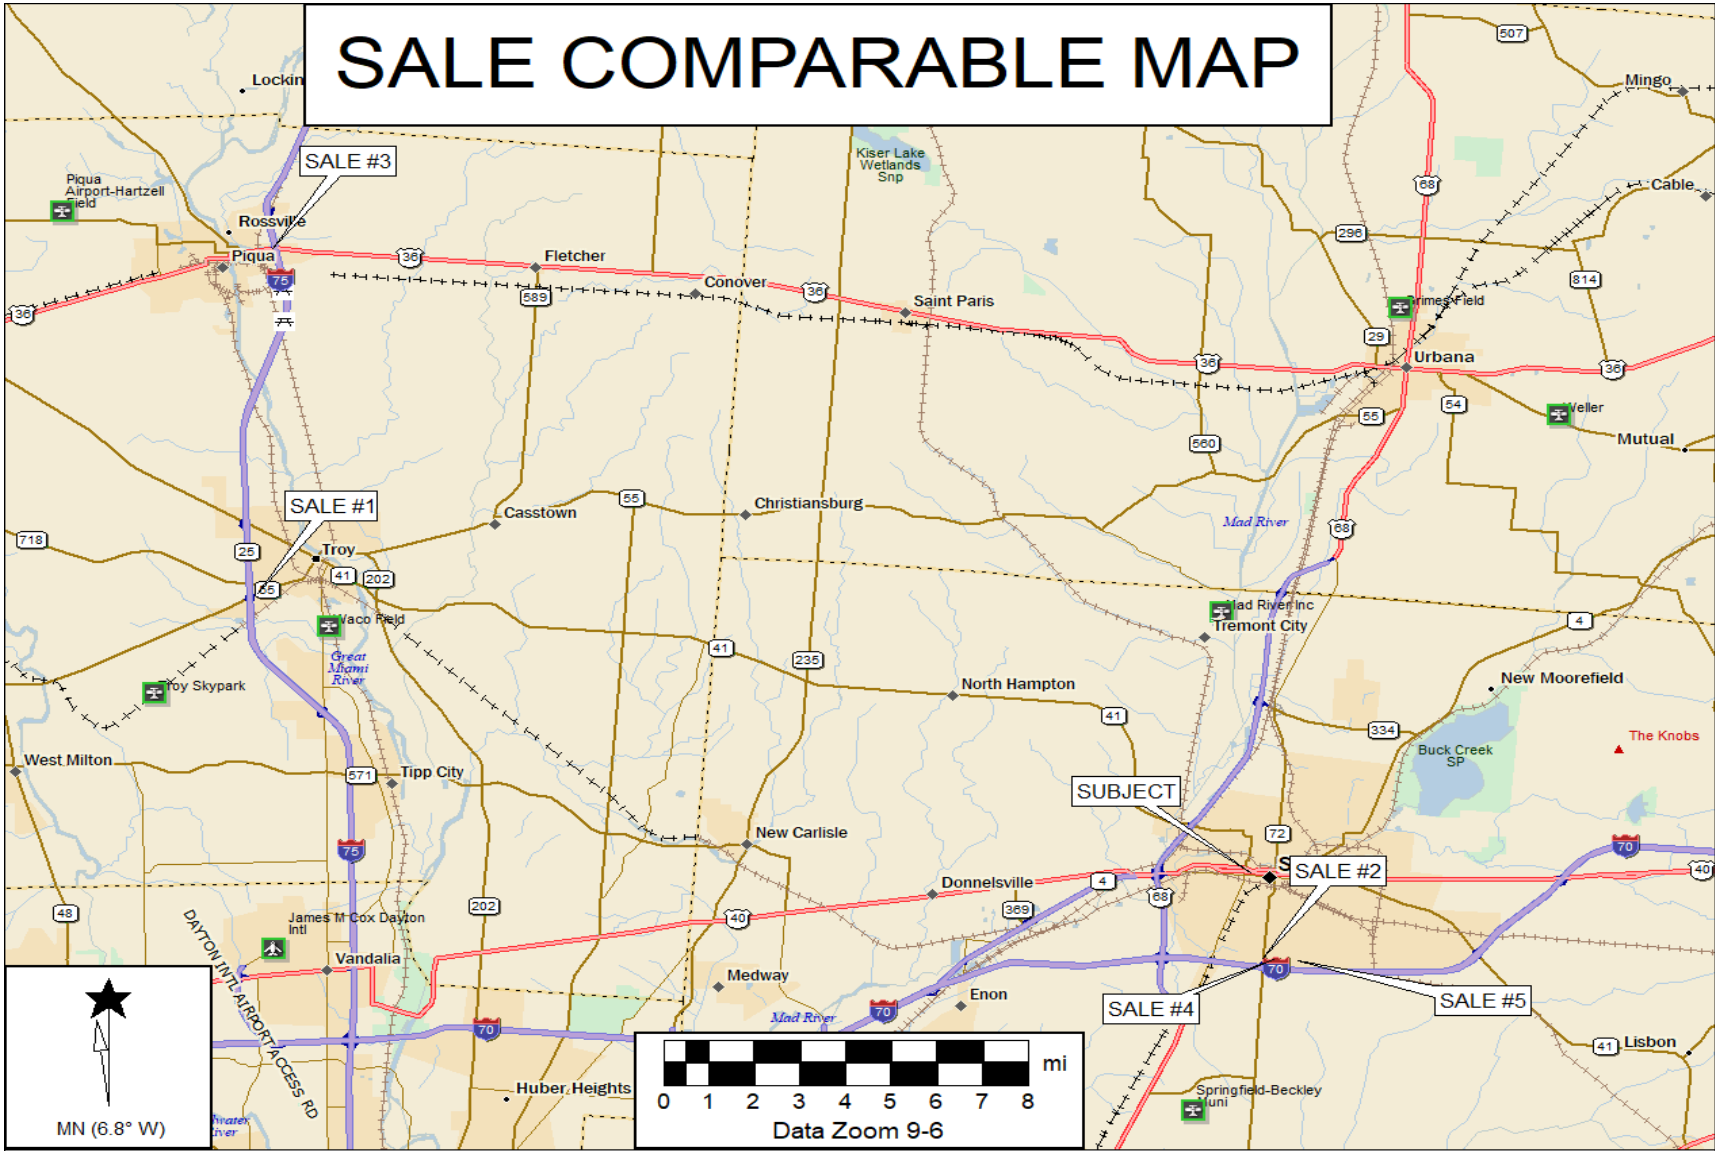 SALE COMPARABLE MAP
507
Mingo
Lockin
Kiser Lake
Wetlands
Snp
SALE #3
Piqua
Airport-Hartzell
Field
68
Cable
Rossville
296
Piqua
36
Fletcher
75
Conover
814
589
36
Saint Paris
Grimes Field
36
29
Urbana
36
36
54
Weller
55
560
Mutual
SALE #1
55
Christiansburg
Casstown
Mad River
68
718
25
Troy
41
202
55
Waco Field
Mad River Inc
Tremont City
4
Great
Miami
River
41
235
Troy Skypark
North Hampton
New Moorefield
41
334
The Knobs
Buck Creek
SP
West Milton
571
Tipp City
SUBJECT
New Carlisle
72
75
70
S
SALE #2
40
Donnelsville
4
68
48
202
369
40
James M Cox Dayton
Intl
DAYTON INTL AIRPORT ACCESS RD
Vandalia
Medway
70
Enon
SALE #4
SALE #5
70
Mad River
70
41
Lisbon
mi
Huber Heights
0 1 2 3 4 5 6 7 8
Data Zoom 9-6
Springfield-Beckley
Muni
MN (6.8° W)
River